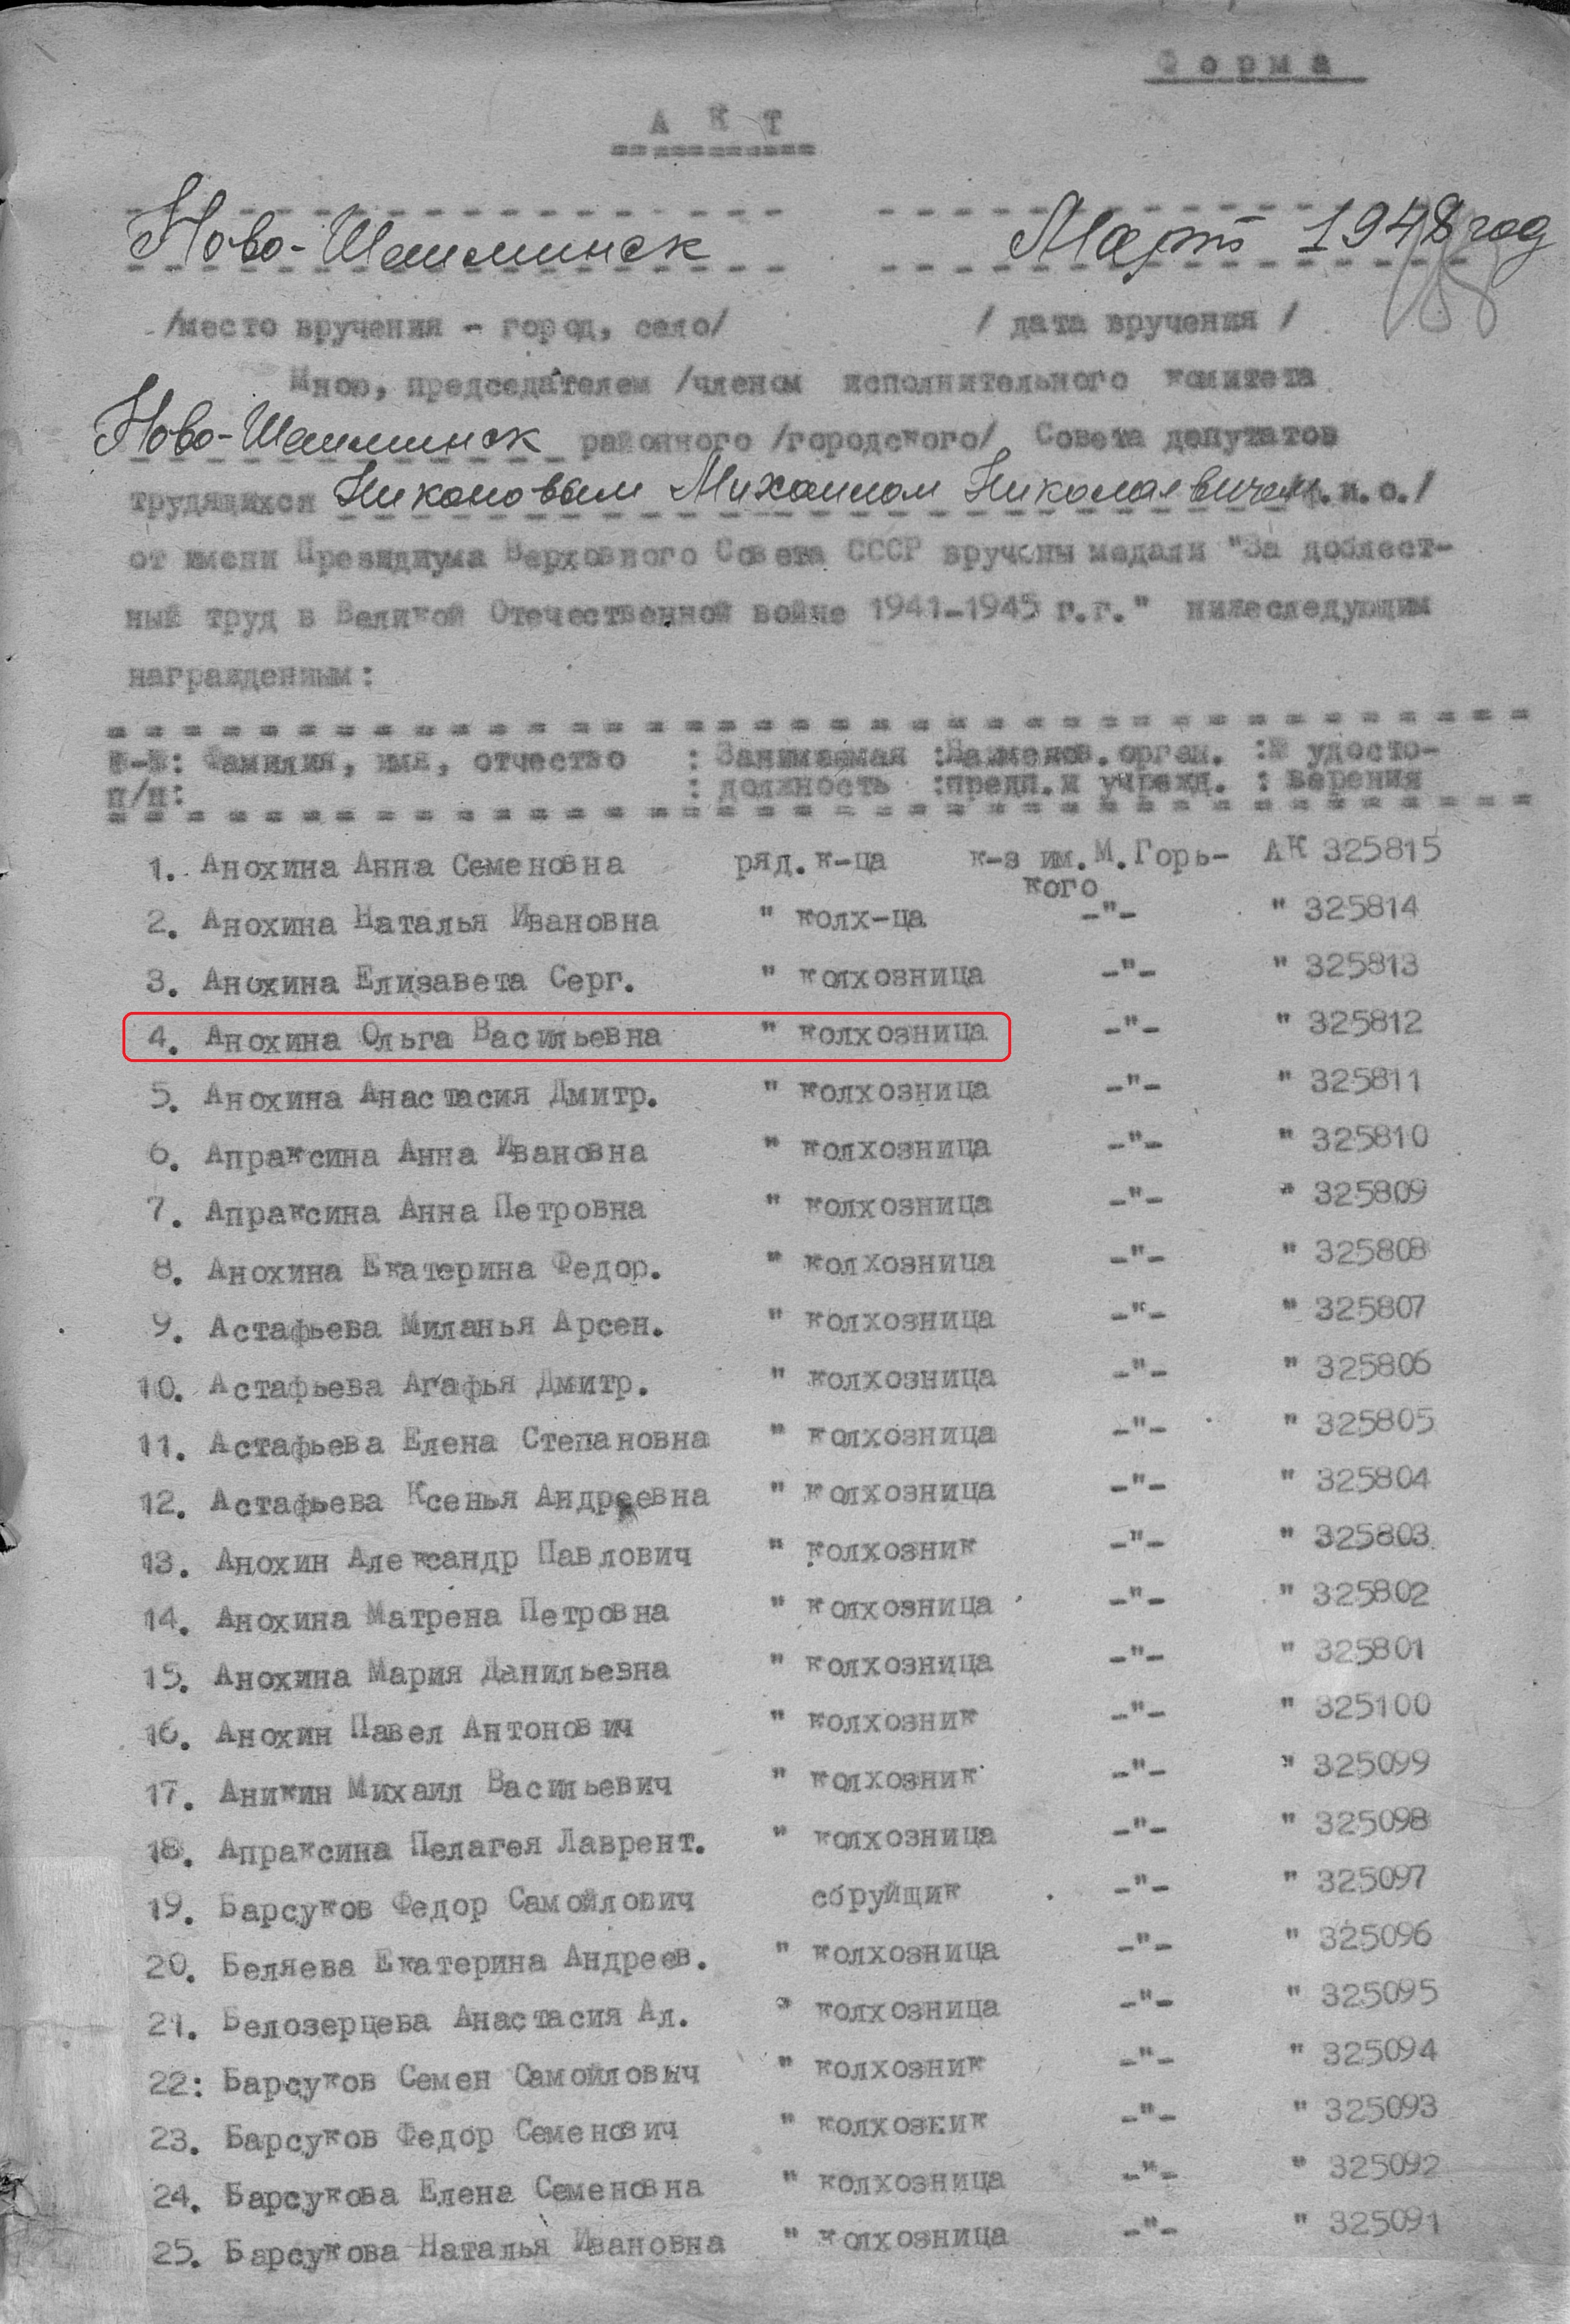 Форма
АКТ
Ново-Шешминск Март 1948 год
/место вручения - город, село/ / дата вручения /
Мною, председателем /членом исполнительного комитета
Ново-Шешминск районного /городского/ Совета депутатов
трудящихся Никоновым Михаилом Николаевичем /ф.и.о./
от имени Президиума Верховного Совета СССР вручены медали "За доблест-
ный труд в Великой Отечественной войне 1941-1945 г.г." нижеследующим
награжденным:
№-№: Фамилия, имя, отчество : Занимаемая :Наименов. орган. :№ удосто-
п/п: : должность :предп.и учрежд. : верения
1. Анохина Анна Семеновна ряд.к-ца к-з им.М.Горь- АК 325815
кого
2. Анохина Наталья Ивановна " колх-ца -"- " 325814
3. Анохина Елизавета Серг. " колхозница -"- " 325813
4. Анохина Ольга Васильевна " колхозница -"- " 325812
5. Анохина Анастасия Дмитр. " колхозница -"- " 325811
6. Апраксина Анна Ивановна " колхозница -"- " 325810
7. Апраксина Анна Петровна " колхозница -"- " 325809
8. Анохина Екатерина Федор. " колхозница -"- " 325808
9. Астафьева Миланья Арсен. " колхозница -"- " 325807
10. Астафьева Агафья Дмитр. " колхозница -"- " 325806
11. Астафьева Елена Степановна " колхозница -"- " 325805
12. Астафьева Ксенья Андреевна " колхозница -"- " 325804
13. Анохин Александр Павлович " колхозник -"- " 325803
14. Анохина Матрена Петровна " колхозница -"- " 325802
15. Анохина Мария Данильевна " колхозница -"- " 325801
16. Анохин Павел Антонович " колхозник -"- " 325100
17. Аникин Михаил Васильевич " колхозник -"- " 325099
18. Апраксина Пелагея Лаврент. " колхозница -"- " 325098
19. Барсуков Федор Самойлович сбруйщик -"- " 325097
20. Беляева Екатерина Андреев. " колхозница -"- " 325096
21. Белозерцева Анастасия Ал. " колхозница -"- " 325095
22: Барсуков Семен Самойловыч " колхозник -"- " 325094
23. Барсуков Федор Семенович " колхозник -"- " 325093
24. Барсукова Елена Семеновна " колхозница -"- " 325092
25. Барсукова Наталья Ивановна " колхозница -"- " 325091